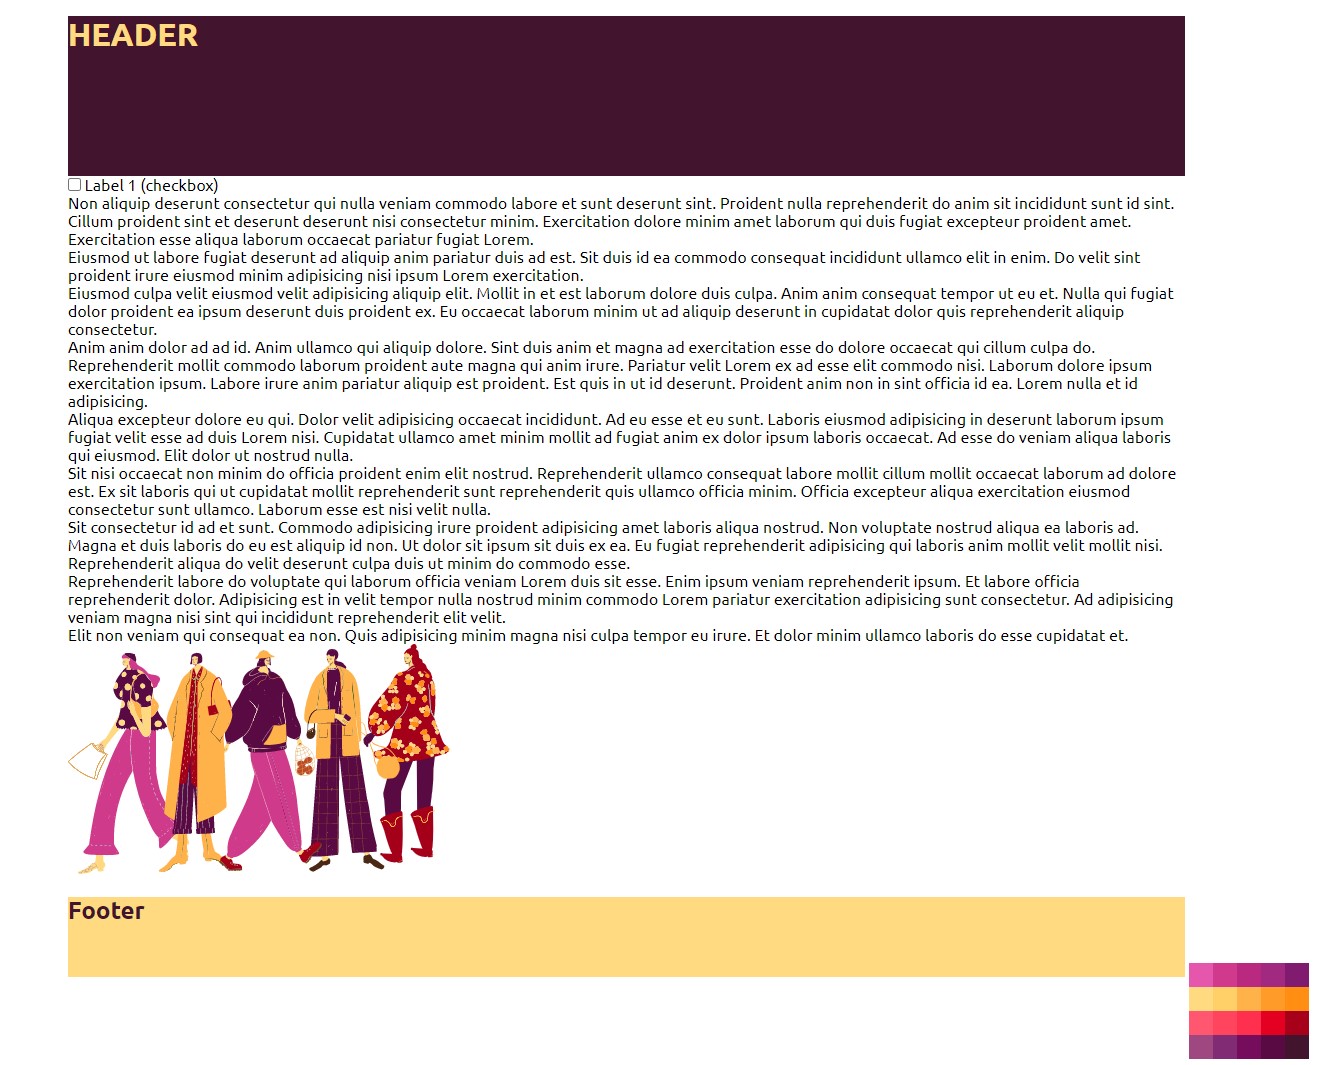 HEADER
Label 1 (checkbox)
Non aliquip deserunt consectetur qui nulla veniam commodo labore et sunt deserunt sint. Proident nulla reprehenderit do anim sit incididunt sunt id sint.
Cillum proident sint et deserunt deserunt nisi consectetur minim. Exercitation dolore minim amet laborum qui duis fugiat excepteur proident amet.
Exercitation esse aliqua laborum occaecat pariatur fugiat Lorem.
Eiusmod ut labore fugiat deserunt ad aliquip anim pariatur duis ad est. Sit duis id ea commodo consequat incididunt ullamco elit in enim. Do velit sint
proident irure eiusmod minim adipisicing nisi ipsum Lorem exercitation.
Eiusmod culpa velit eiusmod velit adipisicing aliquip elit. Mollit in et est laborum dolore duis culpa. Anim anim consequat tempor ut eu et. Nulla qui fugiat
dolor proident ea ipsum deserunt duis proident ex. Eu occaecat laborum minim ut ad aliquip deserunt in cupidatat dolor quis reprehenderit aliquip
consectetur.
Anim anim dolor ad ad id. Anim ullamco qui aliquip dolore. Sint duis anim et magna ad exercitation esse do dolore occaecat qui cillum culpa do.
Reprehenderit mollit commodo laborum proident aute magna qui anim irure. Pariatur velit Lorem ex ad esse elit commodo nisi. Laborum dolore ipsum
exercitation ipsum. Labore irure anim pariatur aliquip est proident. Est quis in ut id deserunt. Proident anim non in sint officia id ea. Lorem nulla et id
adipisicing.
Aliqua excepteur dolore eu qui. Dolor velit adipisicing occaecat incididunt. Ad eu esse et eu sunt. Laboris eiusmod adipisicing in deserunt laborum ipsum
fugiat velit esse ad duis Lorem nisi. Cupidatat ullamco amet minim mollit ad fugiat anim ex dolor ipsum laboris occaecat. Ad esse do veniam aliqua laboris
qui eiusmod. Elit dolor ut nostrud nulla.
Sit nisi occaecat non minim do officia proident enim elit nostrud. Reprehenderit ullamco consequat labore mollit cillum mollit occaecat laborum ad dolore
est. Ex sit laboris qui ut cupidatat mollit reprehenderit sunt reprehenderit quis ullamco officia minim. Officia excepteur aliqua exercitation eiusmod
consectetur sunt ullamco. Laborum esse est nisi velit nulla.
Sit consectetur id ad et sunt. Commodo adipisicing irure proident adipisicing amet laboris aliqua nostrud. Non voluptate nostrud aliqua ea laboris ad.
Magna et duis laboris do eu est aliquip id non. Ut dolor sit ipsum sit duis ex ea. Eu fugiat reprehenderit adipisicing qui laboris anim mollit velit mollit nisi.
Reprehenderit aliqua do velit deserunt culpa duis ut minim do commodo esse.
Reprehenderit labore do voluptate qui laborum officia veniam Lorem duis sit esse. Enim ipsum veniam reprehenderit ipsum. Et labore officia
reprehenderit dolor. Adipisicing est in velit tempor nulla nostrud minim commodo Lorem pariatur exercitation adipisicing sunt consectetur. Ad adipisicing
veniam magna nisi sint qui incididunt reprehenderit elit velit.
Elit non veniam qui consequat ea non. Quis adipisicing minim magna nisi culpa tempor eu irure. Et dolor minim ullamco laboris do esse cupidatat et.
Footer